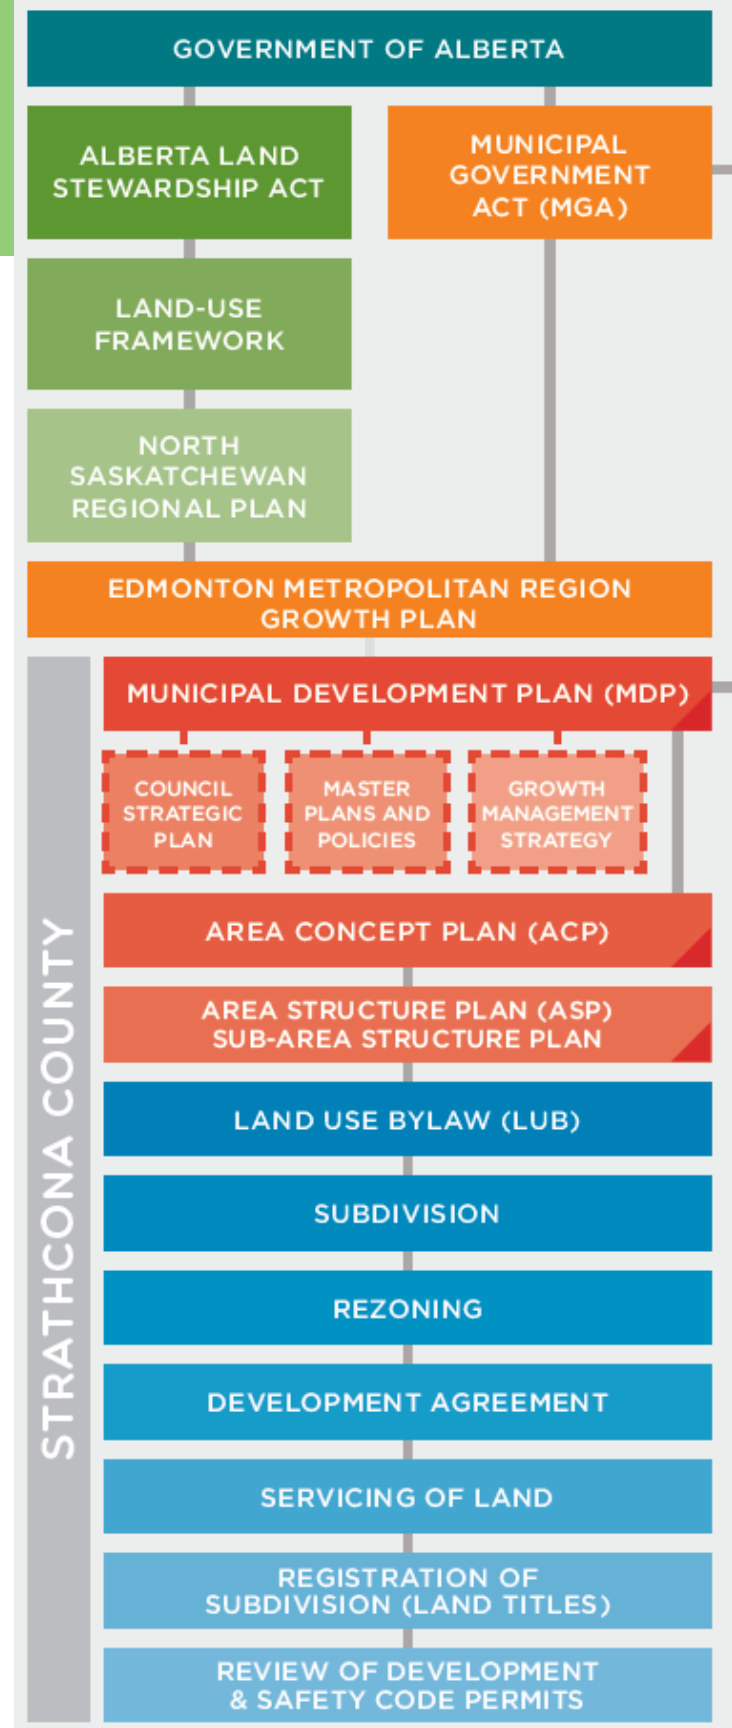 GOVERNMENT OF ALBERTA
ALBERTA LAND
STEWARDSHIP ACT
MUNICIPAL
GOVERNMENT
ACT (MGA)
LAND-USE
FRAMEWORK
NORTH
SASKATCHEWAN
REGIONAL PLAN
EDMONTON METROPOLITAN REGION
GROWTH PLAN
STRATHCONA COUNTY
MUNICIPAL DEVELOPMENT PLAN (MDP)
COUNCIL
STRATEGIC
PLAN
MASTER
PLANS AND
POLICIES
GROWTH
MANAGEMENT
STRATEGY
AREA CONCEPT PLAN (ACP)
AREA STRUCTURE PLAN (ASP)
SUB-AREA STRUCTURE PLAN
LAND USE BYLAW (LUB)
SUBDIVISION
REZONING
DEVELOPMENT AGREEMENT
SERVICING OF LAND
REGISTRATION OF
SUBDIVISION (LAND TITLES)
REVIEW OF DEVELOPMENT
& SAFETY CODE PERMITS